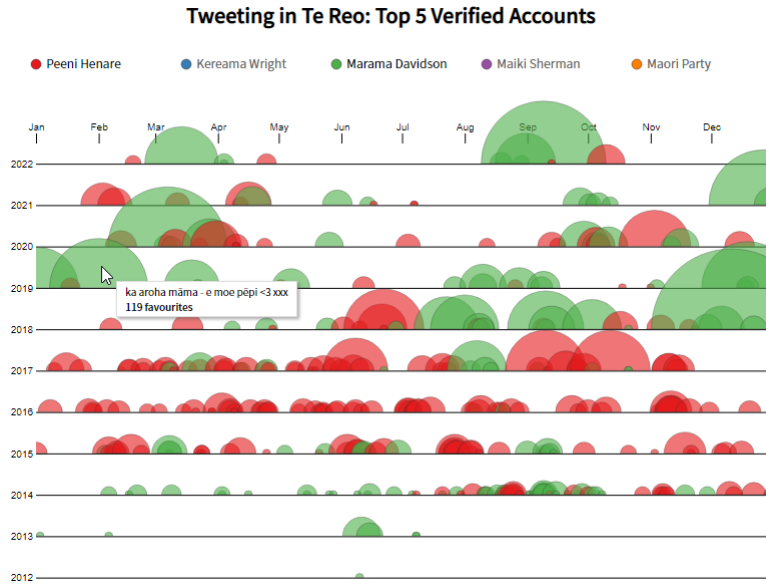 Tweeting in Te Reo: Top 5 Verified Accounts
Peeni Henare Kereama Wright Marama Davidson Maiki Sherman Maori Party
Jan Feb Mar Apr May Jun Jul Aug Sep Oct Nov Dec
2022
2021
2020
2019
ka aroha māma - e moe pēpi <3 xxx
119 favourites
2018
2017
2016
2015
2014
2013
2012